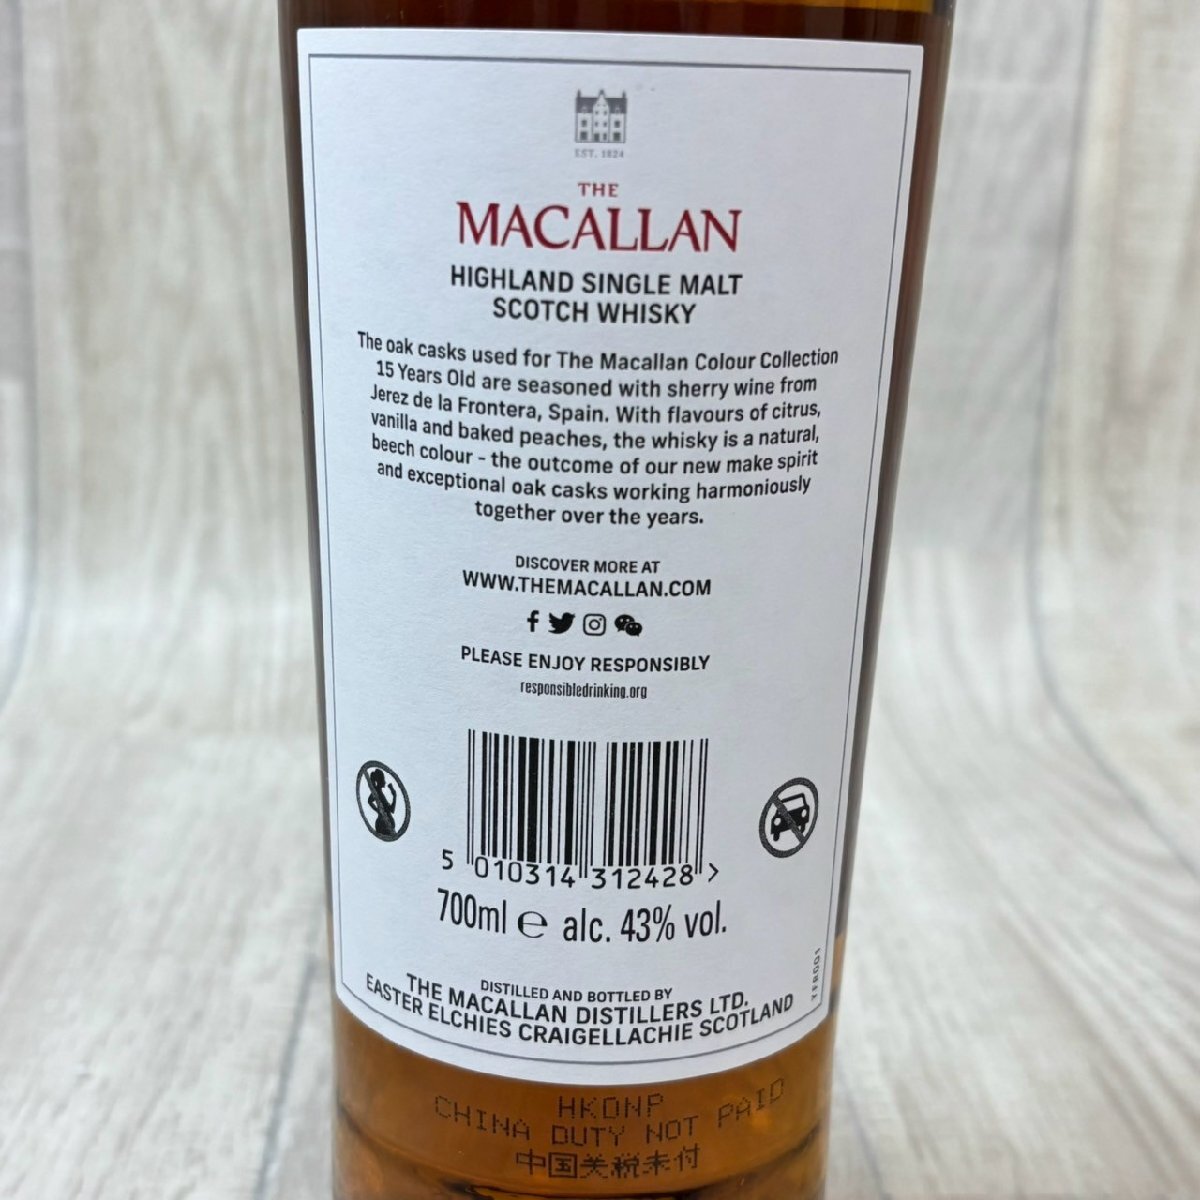 EST. 1824
THE
MACALLAN
HIGHLAND SINGLE MALT
SCOTCH WHISKY
The oak casks used for The Macallan Colour Collection
15 Years Old are seasoned with sherry wine from
Jerez de la Frontera, Spain. With flavours of citrus,
vanilla and baked peaches, the whisky is a natural,
beech colour - the outcome of our new make spirit
and exceptional oak casks working harmoniously
together over the years.
DISCOVER MORE AT
WWW.THEMACALLAN.COM
PLEASE ENJOY RESPONSIBLY
responsibledrinking.org
5 010314 312428 >
700ml ℮ alc. 43% vol.
DISTILLED AND BOTTLED BY
THE MACALLAN DISTILLERS LTD.
EASTER ELCHIES CRAIGELLACHIE SCOTLAND
HKDNP
CHINA DUTY NOT PAID
中国关税未付